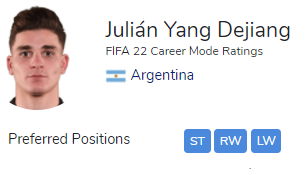 Julián Yang Dejiang
FIFA 22 Career Mode Ratings
Argentina
Preferred Positions
ST RW LW